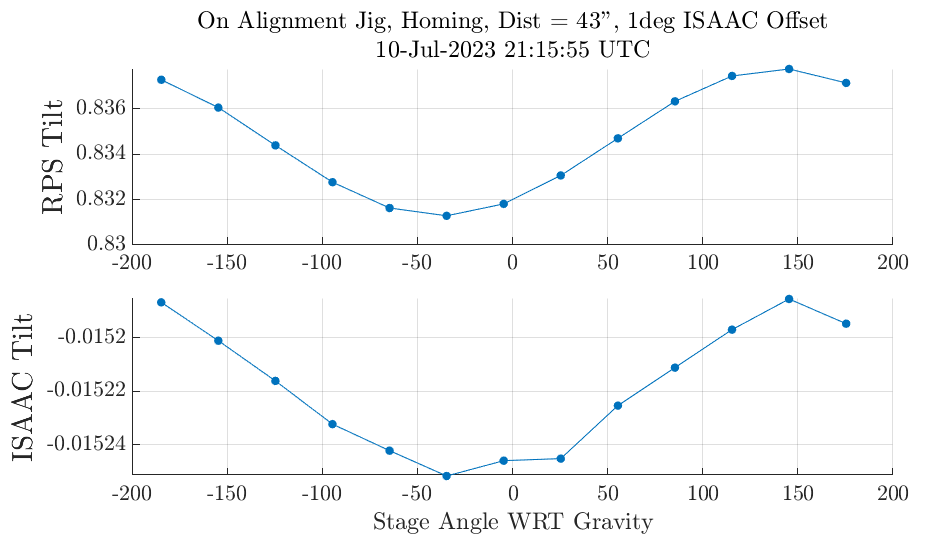 On Alignment Jig, Homing, Dist = 43", 1deg ISAAC Offset
10-Jul-2023 21:15:55 UTC
RPS Tilt
0.836
0.834
0.832
0.83
-200 -150 -100 -50 0 50 100 150 200
ISAAC Tilt
-0.0152
-0.01522
-0.01524
-200 -150 -100 -50 0 50 100 150 200
Stage Angle WRT Gravity